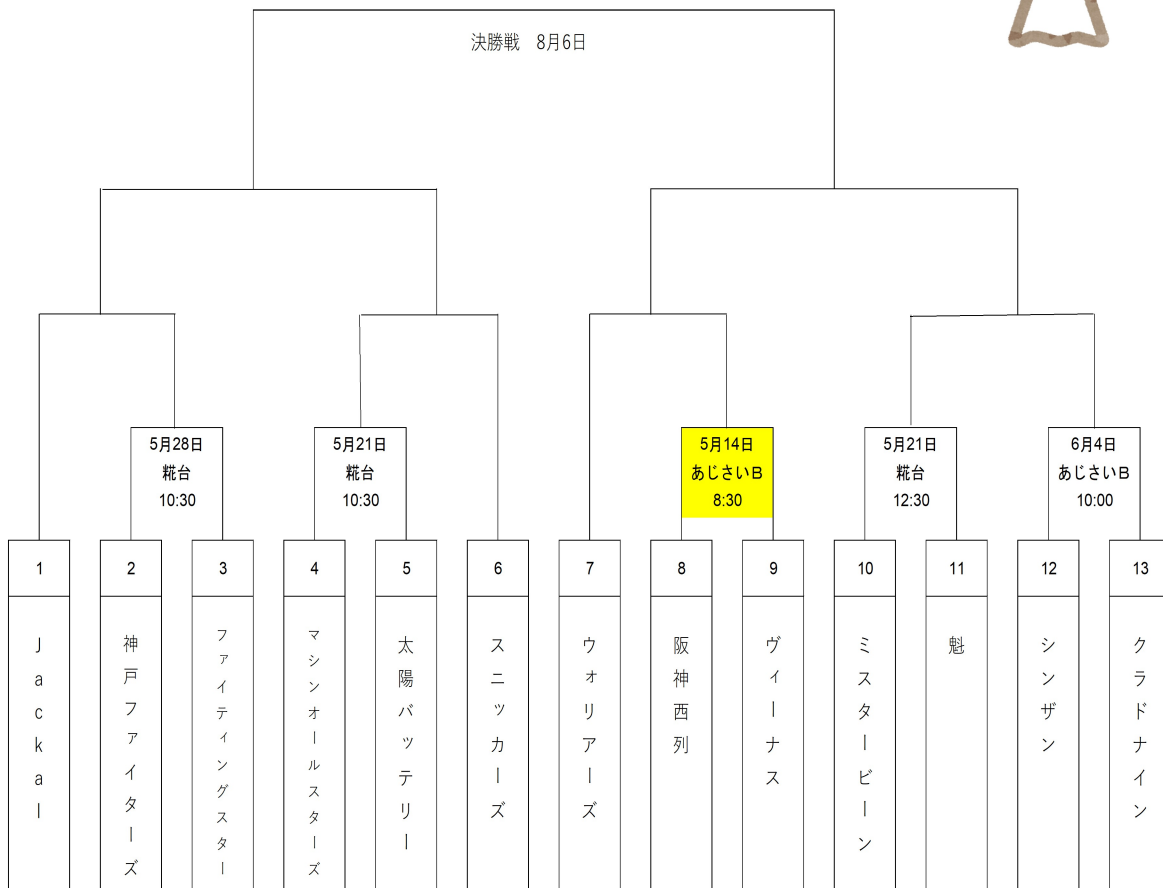 決勝戦 8月6日
5月28日
糀台
10:30
5月21日
糀台
10:30
5月14日
あじさいB
8:30
5月21日
糀台
12:30
6月4日
あじさいB
10:00
1
2
3
4
5
6
7
8
9
10
11
12
13
Jackal
神戸ファイターズ
ファイティングスター
マシンオールスターズ
太陽バッテリー
スニッカーズ
ウォリアーズ
阪神西列
ヴィーナス
ミスタービーン
魁
シンザン
クラドナイン